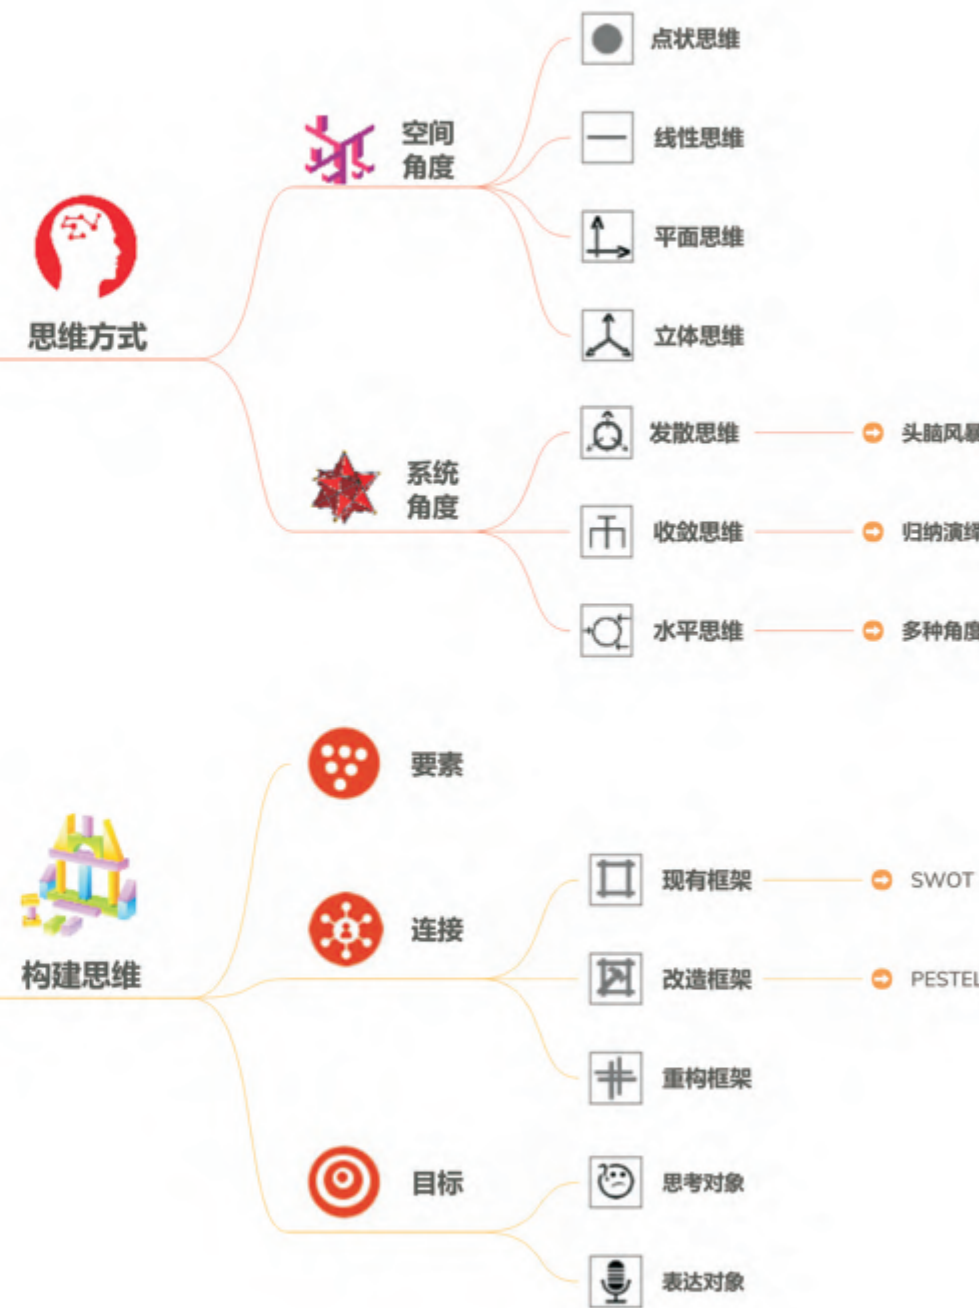 思维方式
空间
角度
点状思维
线性思维
平面思维
立体思维
系统
角度
发散思维
头脑风暴
收敛思维
归纳演绎
水平思维
多种角度
构建思维
要素
连接
现有框架
SWOT
改造框架
PESTEL
重构框架
目标
思考对象
表达对象